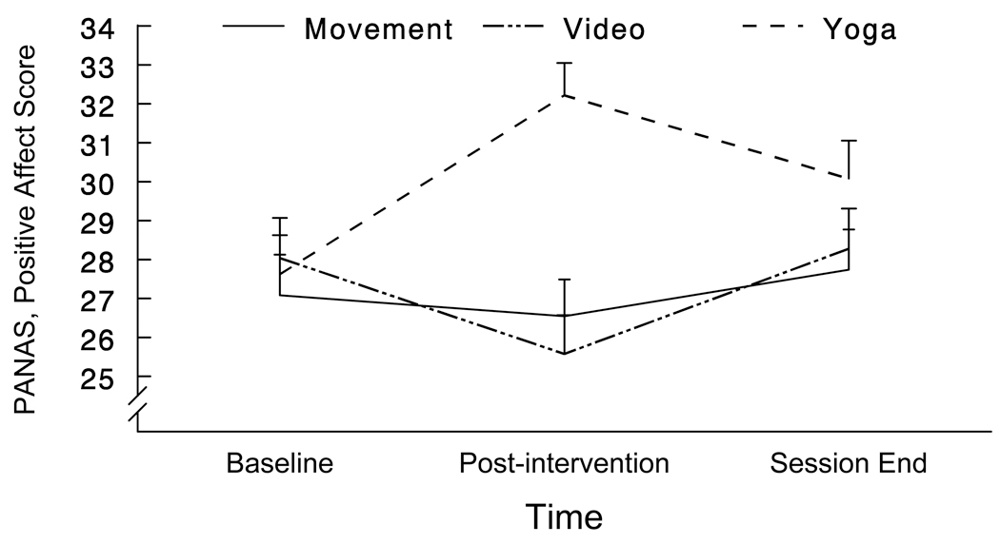 PANAS, Positive Affect Score
Movement Video Yoga
34
33
32
31
30
29
28
27
26
25
Baseline Post-intervention Session End
Time